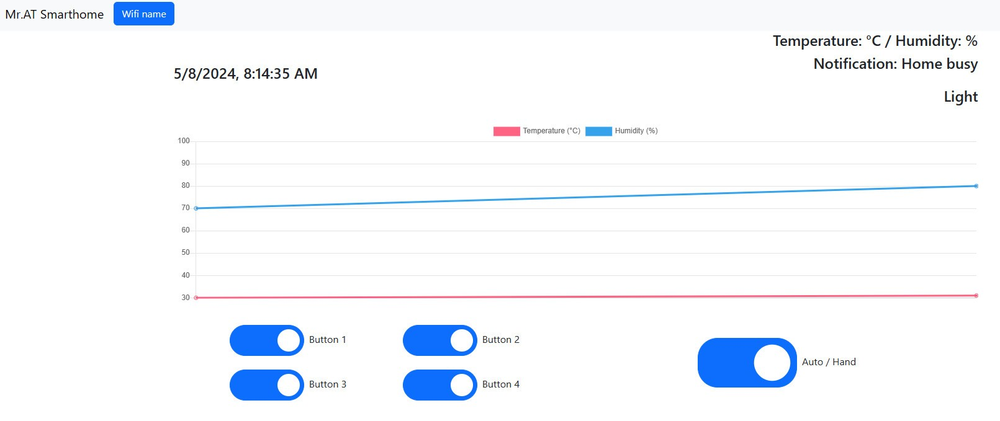 Mr.AT Smarthome Wifi name
Temperature: °C / Humidity: %
Notification: Home busy
5/8/2024, 8:14:35 AM
Light
Temperature (°C) Humidity (%)
100
90
80
70
60
50
40
30
Button 1 Button 2
Auto / Hand
Button 3 Button 4